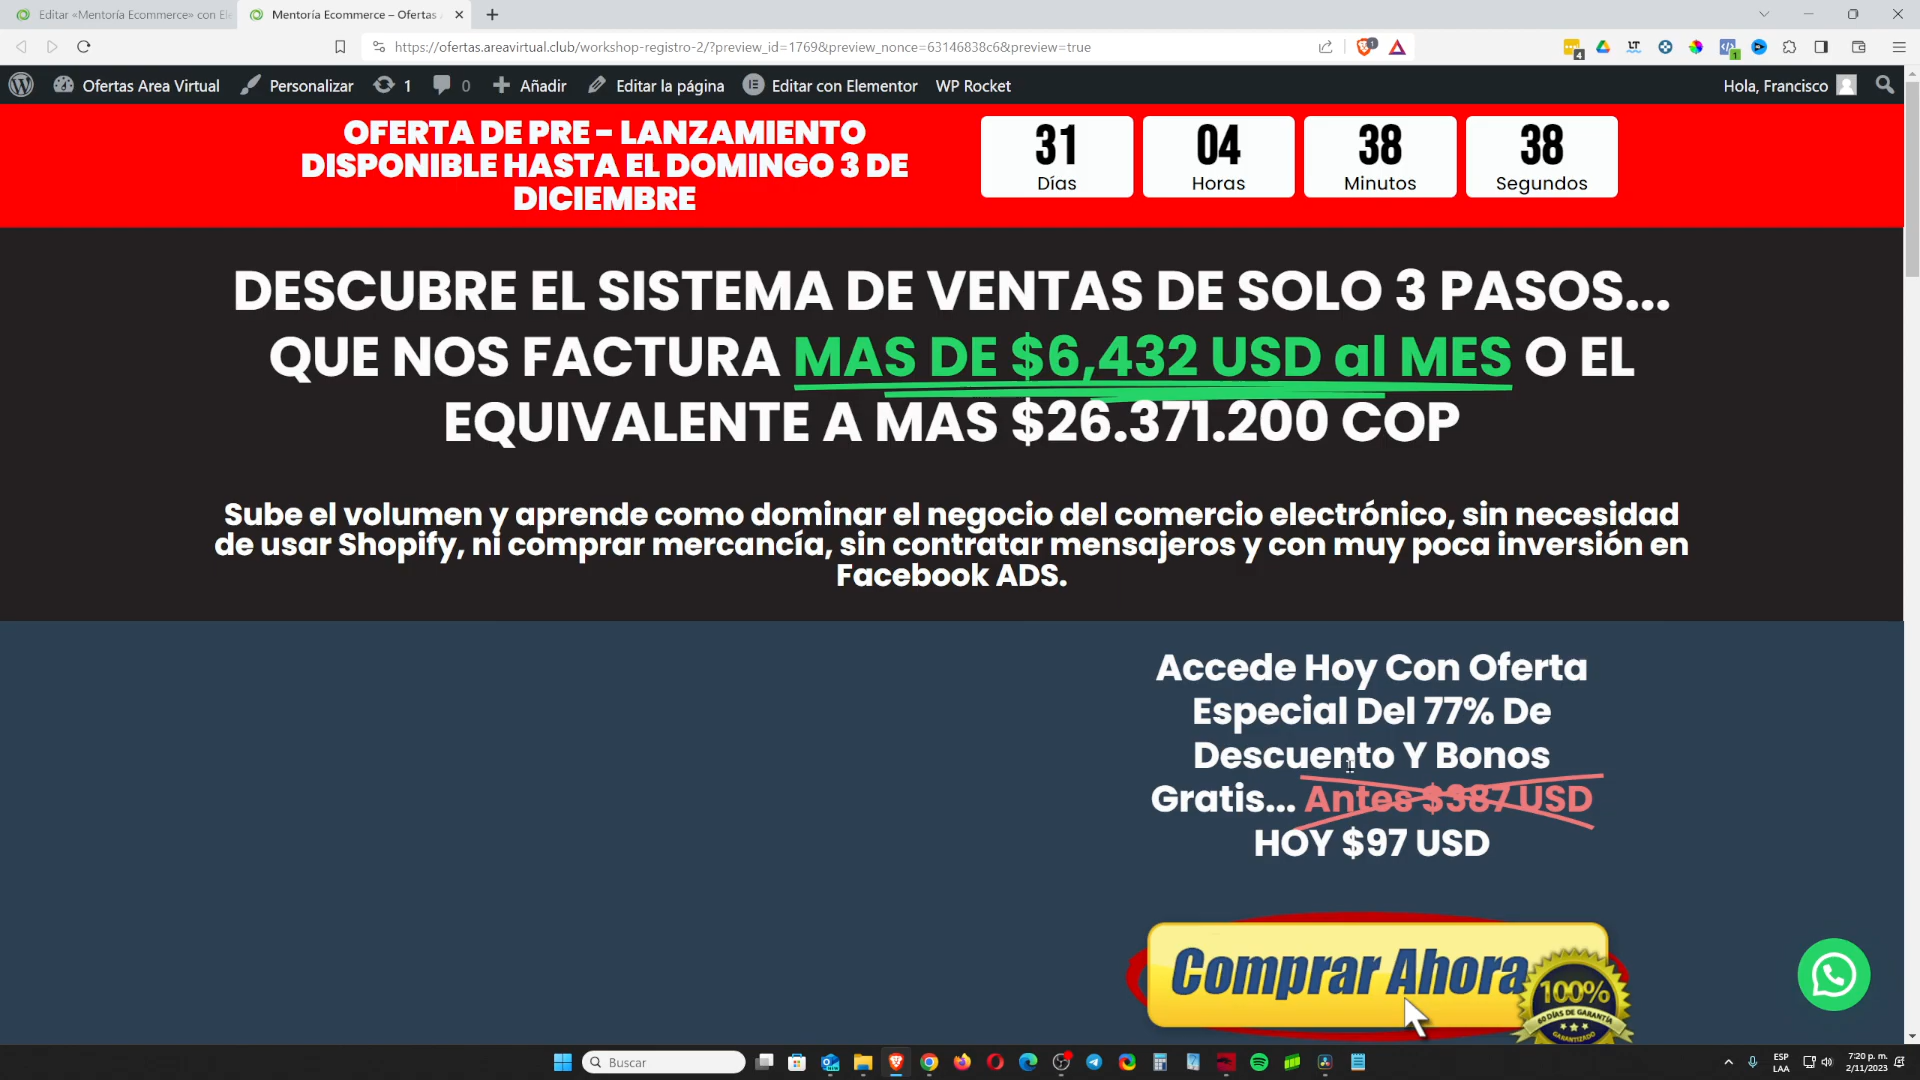 Editar «Mentoría Ecommerce» con El
Mentoría Ecommerce – Ofertas
https://ofertas.areavirtual.club/workshop-registro-2/?preview_id=1769&preview_nonce=63146838c6&preview=true
Ofertas Area Virtual
Personalizar
1
0
Añadir
Editar la página
Editar con Elementor
WP Rocket
Hola, Francisco
OFERTA DE PRE – LANZAMIENTO
DISPONIBLE HASTA EL DOMINGO 3 DE
DICIEMBRE
31
Días
04
Horas
38
Minutos
38
Segundos
DESCUBRE EL SISTEMA DE VENTAS DE SOLO 3 PASOS...
QUE NOS FACTURA MAS DE $6,432 USD al MES O EL
EQUIVALENTE A MAS $26.371.200 COP
Sube el volumen y aprende como dominar el negocio del comercio electrónico, sin necesidad
de usar Shopify, ni comprar mercancía, sin contratar mensajeros y con muy poca inversión en
Facebook ADS.
Accede Hoy Con Oferta
Especial Del 77% De
Descuento Y Bonos
Gratis... Antes $387 USD
HOY $97 USD
Comprar Ahora
100%
60 DÍAS DE GARANTÍA
Buscar
ESP
LAA
7:20 p. m.
2/11/2023